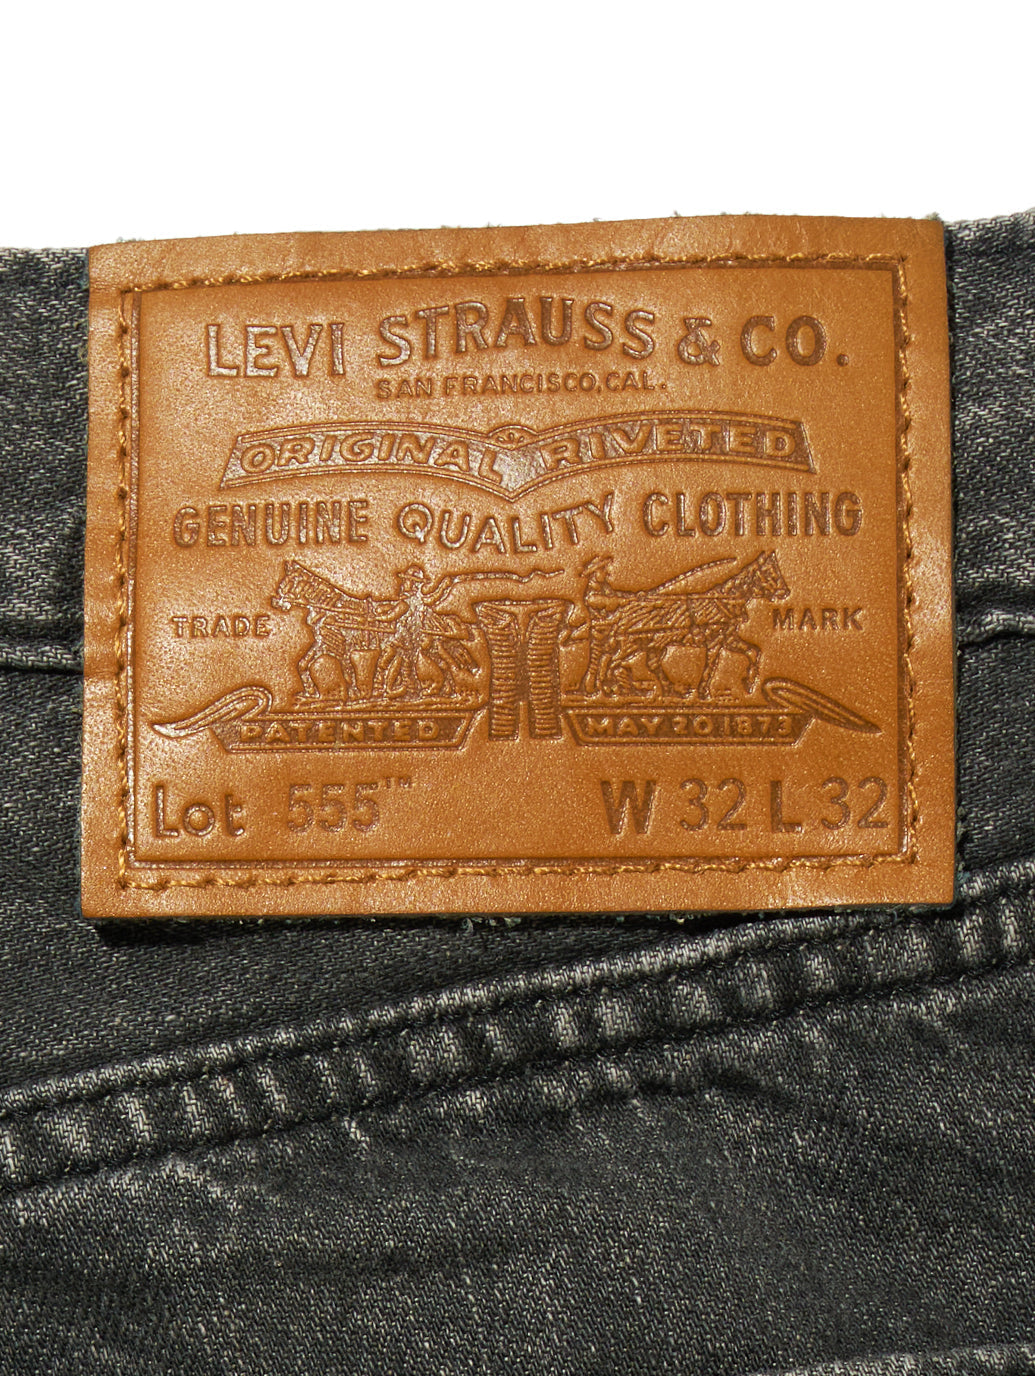 LEVI STRAUSS & CO.
SAN FRANCISCO, CAL.
ORIGINAL RIVETED
GENUINE QUALITY CLOTHING
TRADE MARK
PATENTED MAY 20 1873
Lot 555™ W 32 L 32